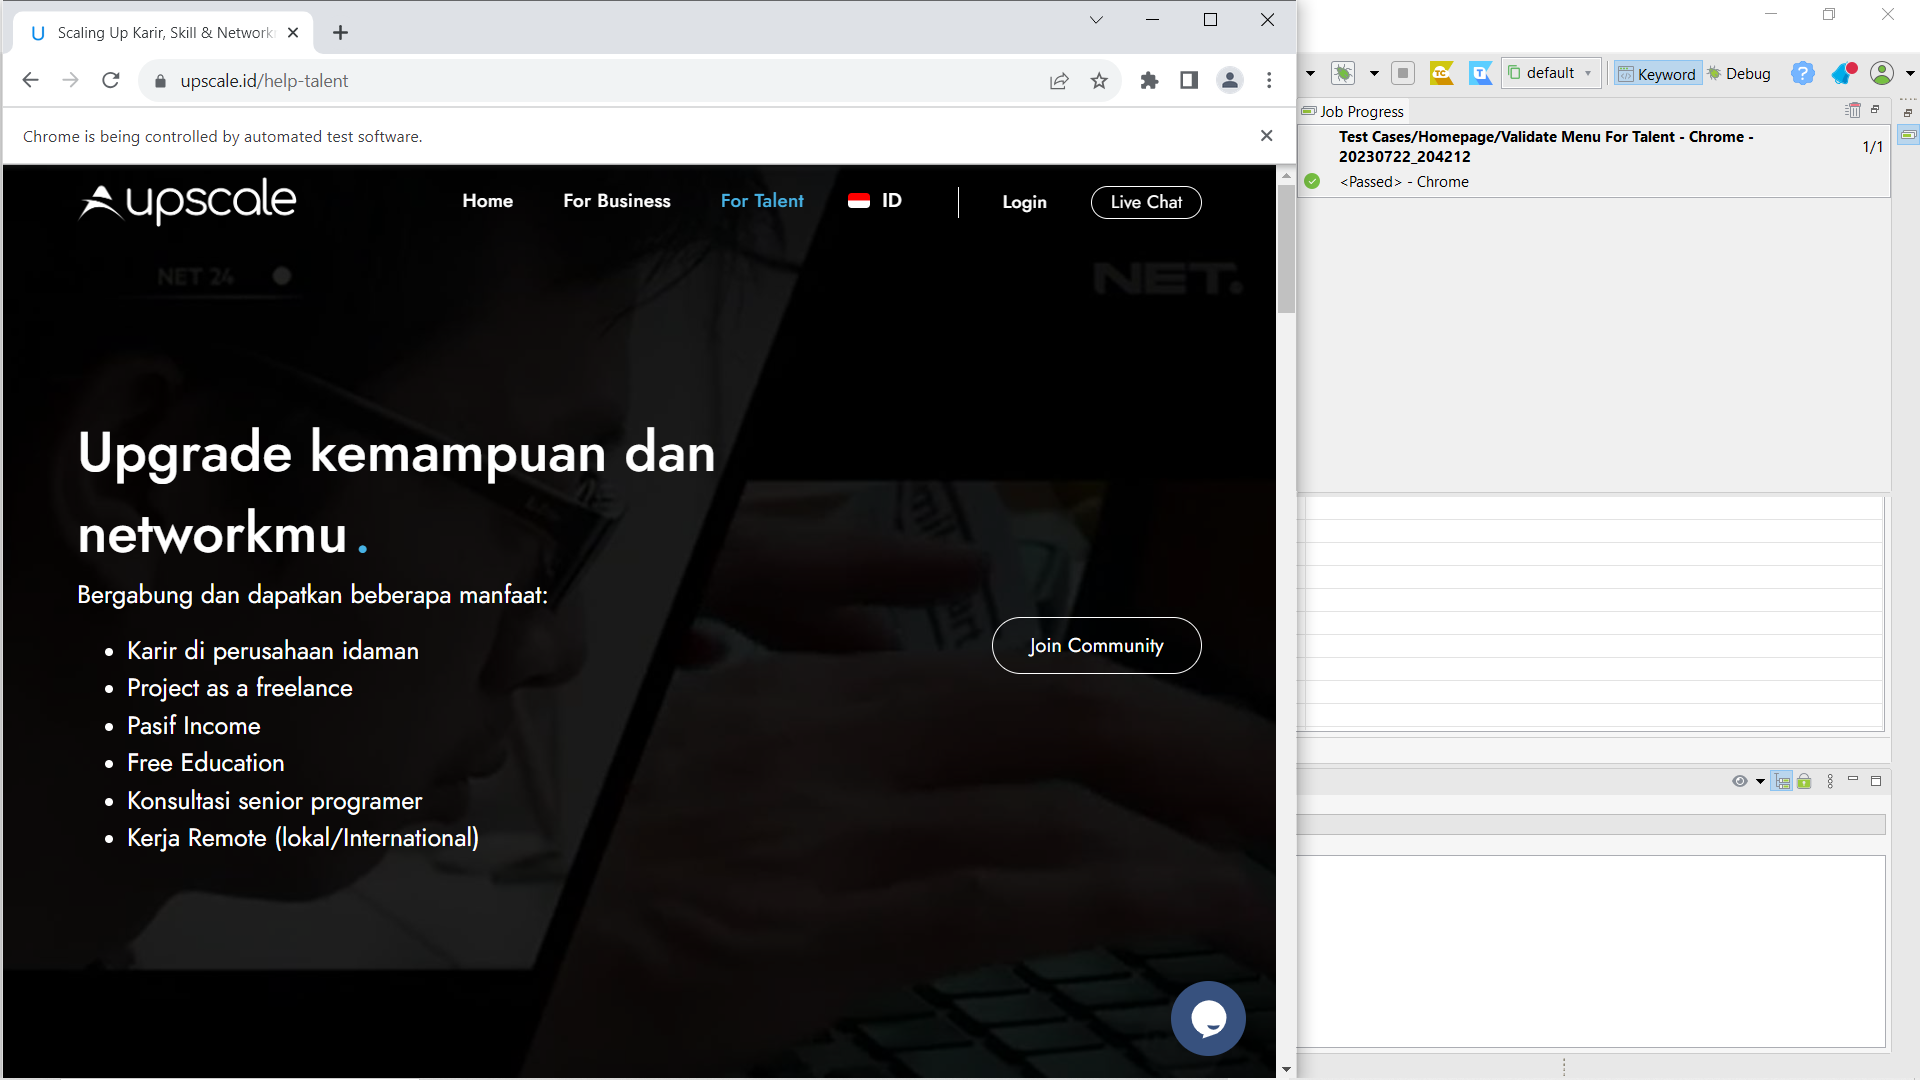 Scaling Up Karir, Skill & Network
upscale.id/help-talent
Chrome is being controlled by automated test software.
upscale
Home
For Business
For Talent
ID
Login
Live Chat
NET 24
NET.
Upgrade kemampuan dan
networkmu.
Bergabung dan dapatkan beberapa manfaat:
Karir di perusahaan idaman
Project as a freelance
Pasif Income
Free Education
Konsultasi senior programer
Kerja Remote (lokal/International)
Join Community
TC
T
default
Keyword
Debug
Job Progress
Test Cases/Homepage/Validate Menu For Talent - Chrome -
20230722_204212
1/1
<Passed> - Chrome